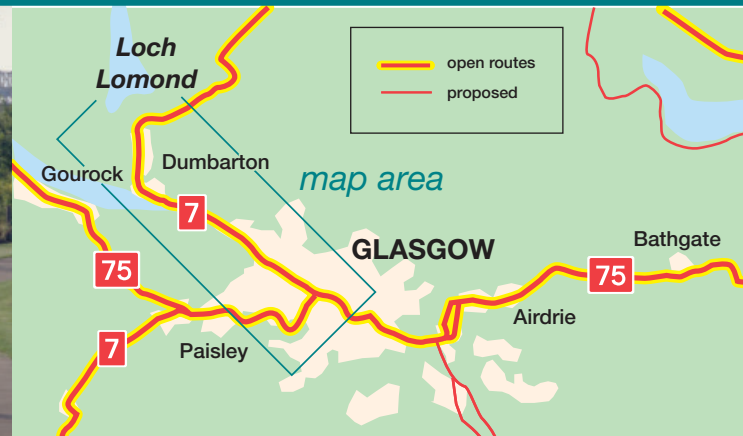 Loch
Lomond
open routes
proposed
Gourock
Dumbarton
map area
7
GLASGOW
Bathgate
75
75
Airdrie
7
Paisley